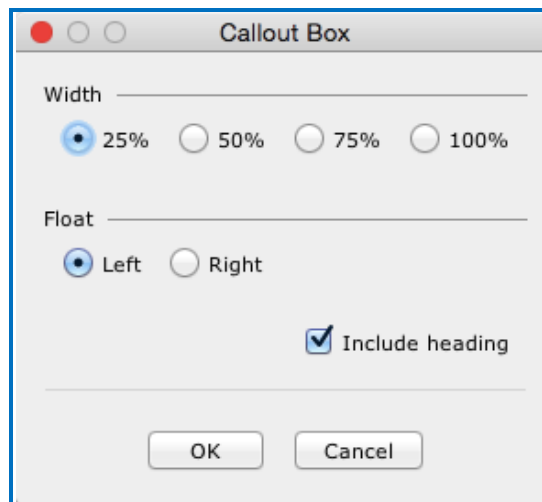 Callout Box
Width
25% 50% 75% 100%
Float
Left Right
Include heading
OK Cancel